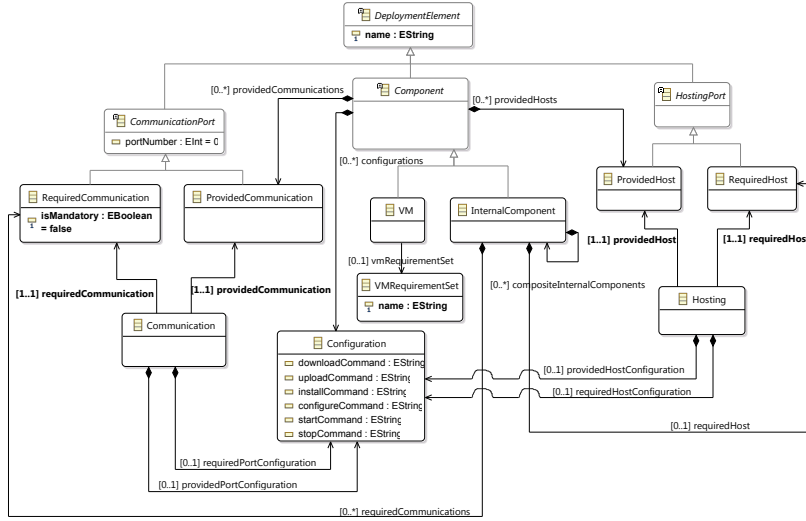 DeploymentElement
name : EString
[0..*] providedCommunications
Component
[0..*] providedHosts
HostingPort
CommunicationPort
portNumber : EInt = 0
[0..*] configurations
RequiredCommunication
isMandatory : EBoolean
= false
ProvidedCommunication
VM
InternalComponent
ProvidedHost
RequiredHost
[1..1] providedHost
[1..1] requiredHos
[0..1] vmRequirementSet
[0..*] compositeInternalComponents
VMRequirementSet
name : EString
[1..1] requiredCommunication
[1..1] providedCommunication
Hosting
Communication
Configuration
downloadCommand : EString
uploadCommand : EString
installCommand : EString
configureCommand : EString
startCommand : EString
stopCommand : EString
[0..1] providedHostConfiguration
[0..1] requiredHostConfiguration
[0..1] requiredHost
[0..1] requiredPortConfiguration
[0..1] providedPortConfiguration
[0..*] requiredCommunications